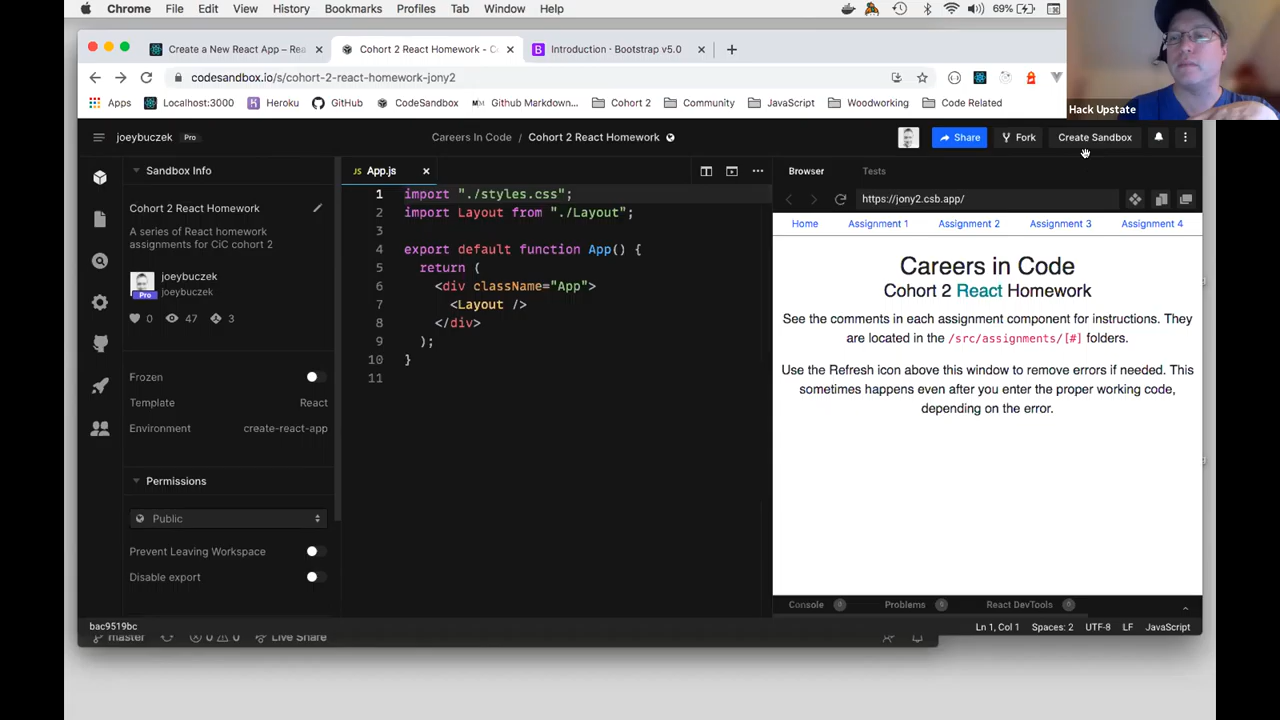 Chrome File Edit View History Bookmarks Profiles Tab Window Help 69%
Create a New React App – Rea
Cohort 2 React Homework - C
Introduction · Bootstrap v5.0
codesandbox.io/s/cohort-2-react-homework-jony2
Apps Localhost:3000 Heroku GitHub CodeSandbox Github Markdown... Cohort 2 Community JavaScript Woodworking Code Related
Hack Upstate
joeybuczek Pro
Careers In Code / Cohort 2 React Homework
Share Fork Create Sandbox
Sandbox Info
Cohort 2 React Homework
A series of React homework
assignments for CiC cohort 2
joeybuczek
joeybuczek
Pro
0 47 3
Frozen
Template React
Environment create-react-app
Permissions
Public
Prevent Leaving Workspace
Disable export
App.js
1 import "./styles.css";
2 import Layout from "./Layout";
3
4 export default function App() {
5 return (
6 <div className="App">
7 <Layout />
8 </div>
9 );
10 }
11
Browser Tests
https://jony2.csb.app/
Home Assignment 1 Assignment 2 Assignment 3 Assignment 4
Careers in Code
Cohort 2 React Homework
See the comments in each assignment component for instructions. They
are located in the /src/assignments/[#] folders.
Use the Refresh icon above this window to remove errors if needed. This
sometimes happens even after you enter the proper working code,
depending on the error.
Console 0 Problems 0 React DevTools 0
bac9519bc
Ln 1, Col 1 Spaces: 2 UTF-8 LF JavaScript
master 0 0 Live Share